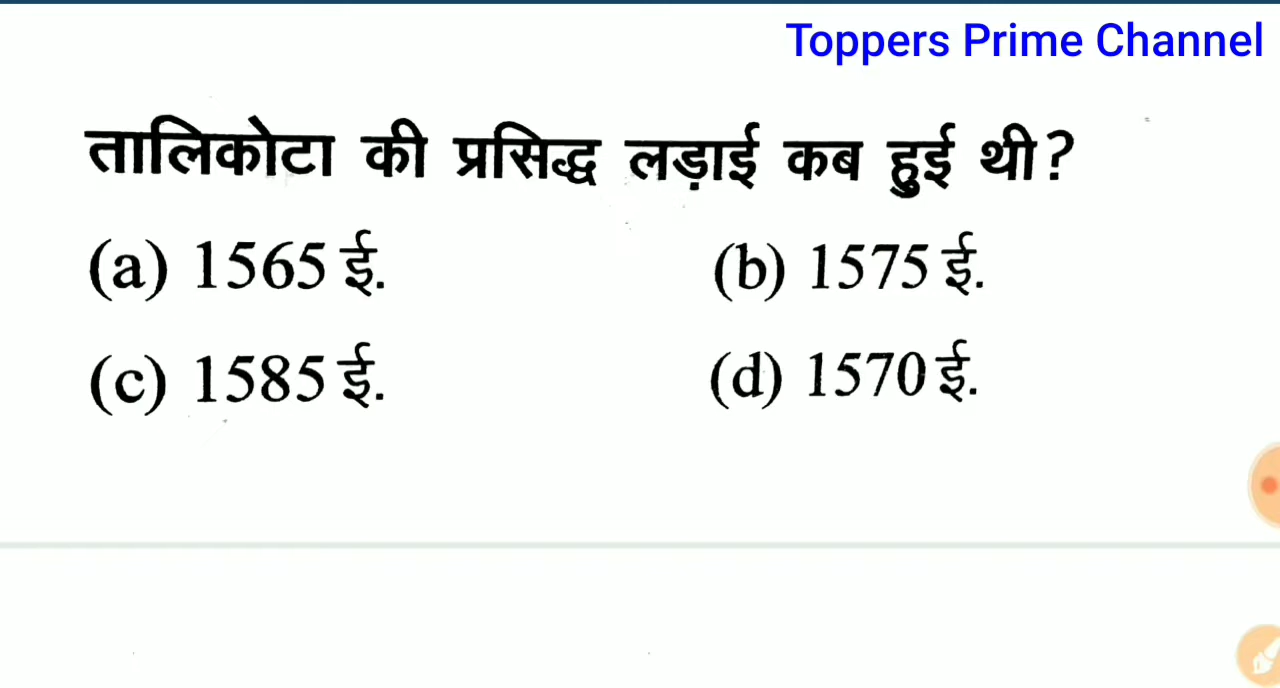 Toppers Prime Channel
तालिकोटा की प्रसिद्ध लड़ाई कब हुई थी?
(a) 1565 ई. (b) 1575 ई.
(c) 1585 ई. (d) 1570 ई.